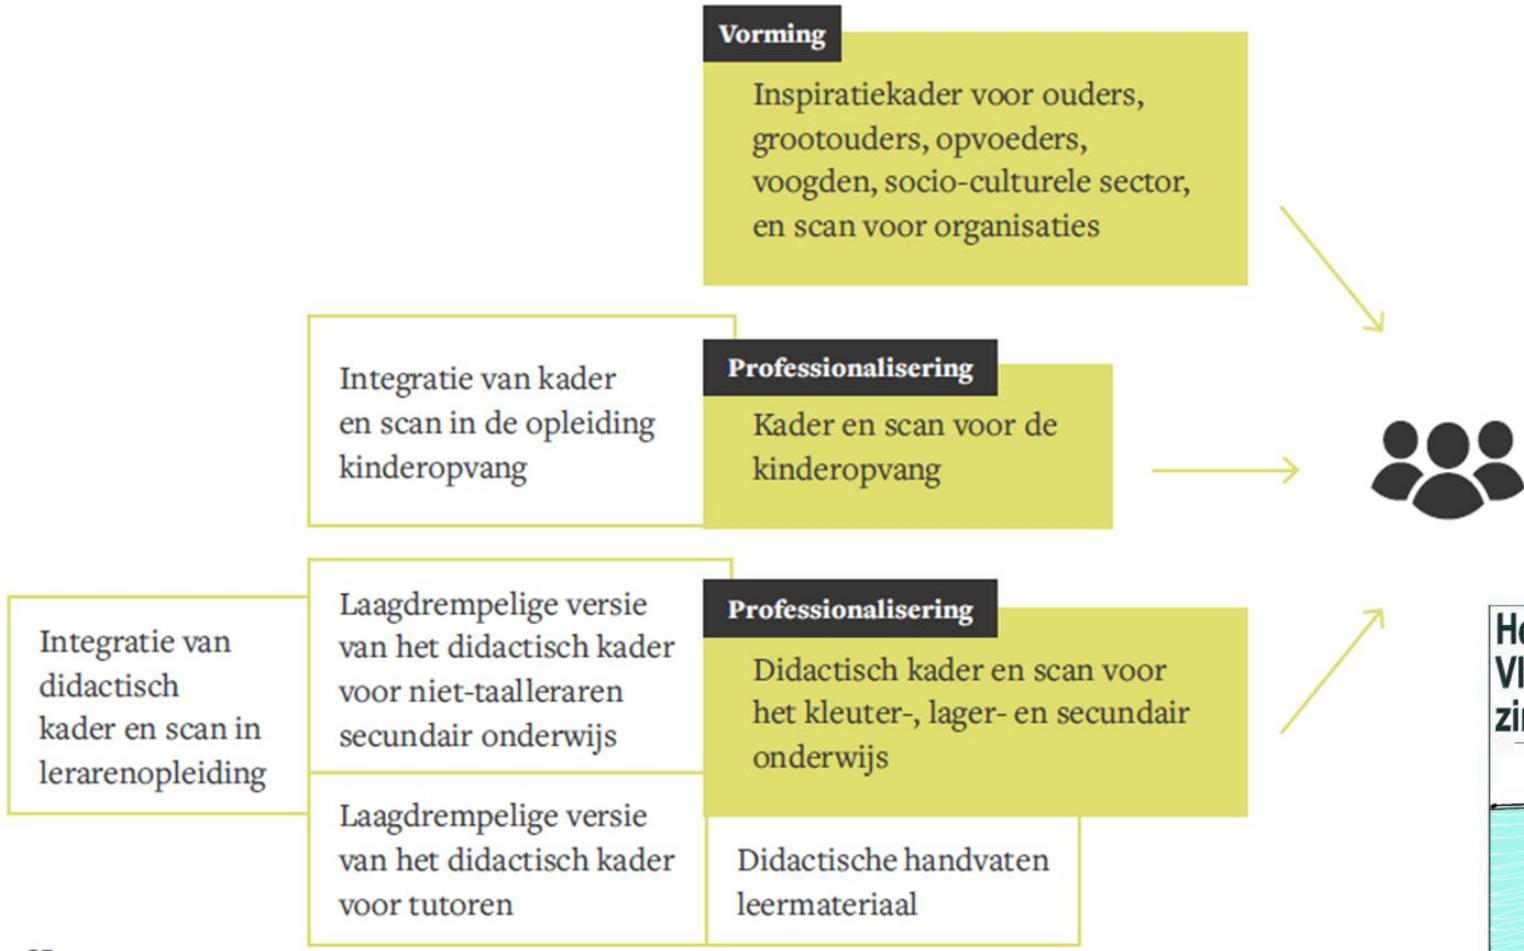 Vorming
Inspiratiekader voor ouders,
grootouders, opvoeders,
voogden, socio-culturele sector,
en scan voor organisaties
Integratie van kader
en scan in de opleiding
kinderopvang
Professionalisering
Kader en scan voor de
kinderopvang
Integratie van
didactisch
kader en scan in
lerarenopleiding
Laagdrempelige versie
van het didactisch kader
voor niet-taalleraren
secundair onderwijs
Laagdrempelige versie
van het didactisch kader
voor tutoren
Professionalisering
Didactisch kader en scan voor
het kleuter-, lager- en secundair
onderwijs
Didactische handvaten
leermateriaal